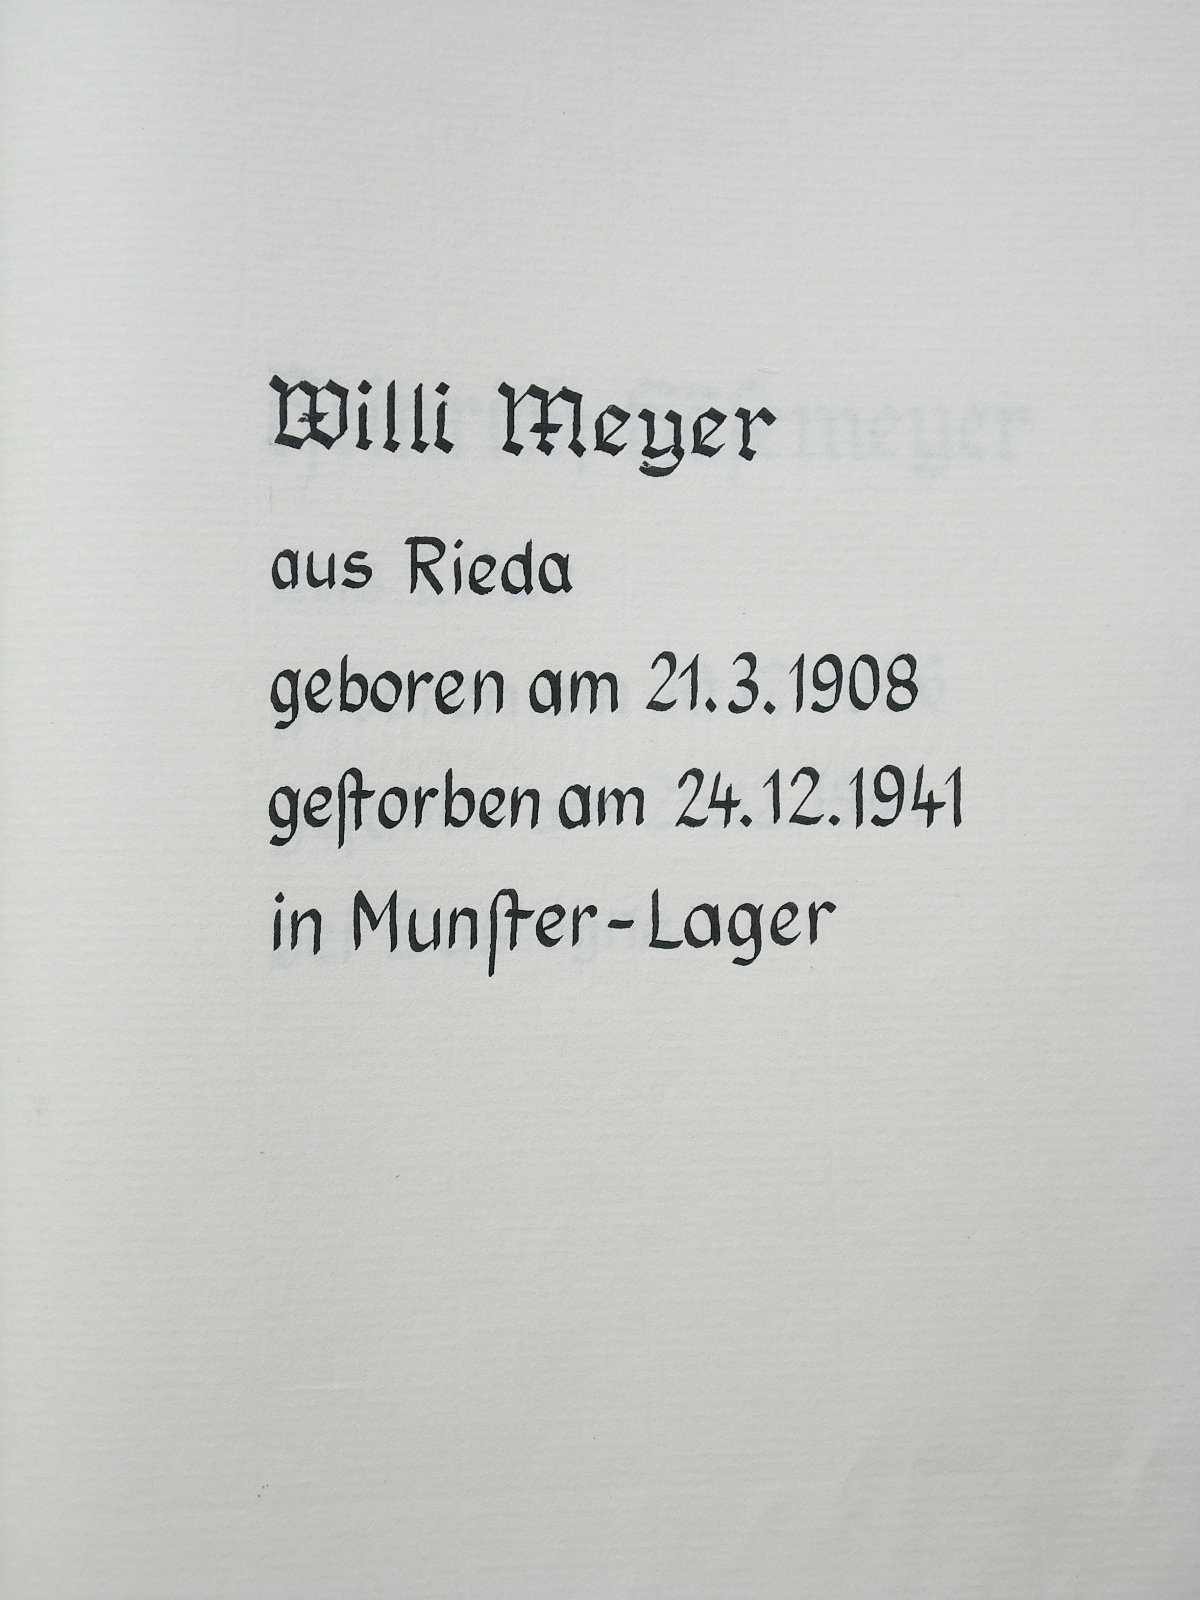 Willi Meyer
aus Rieda
geboren am 21.3.1908
geſtorben am 24.12.1941
in Munſter-Lager